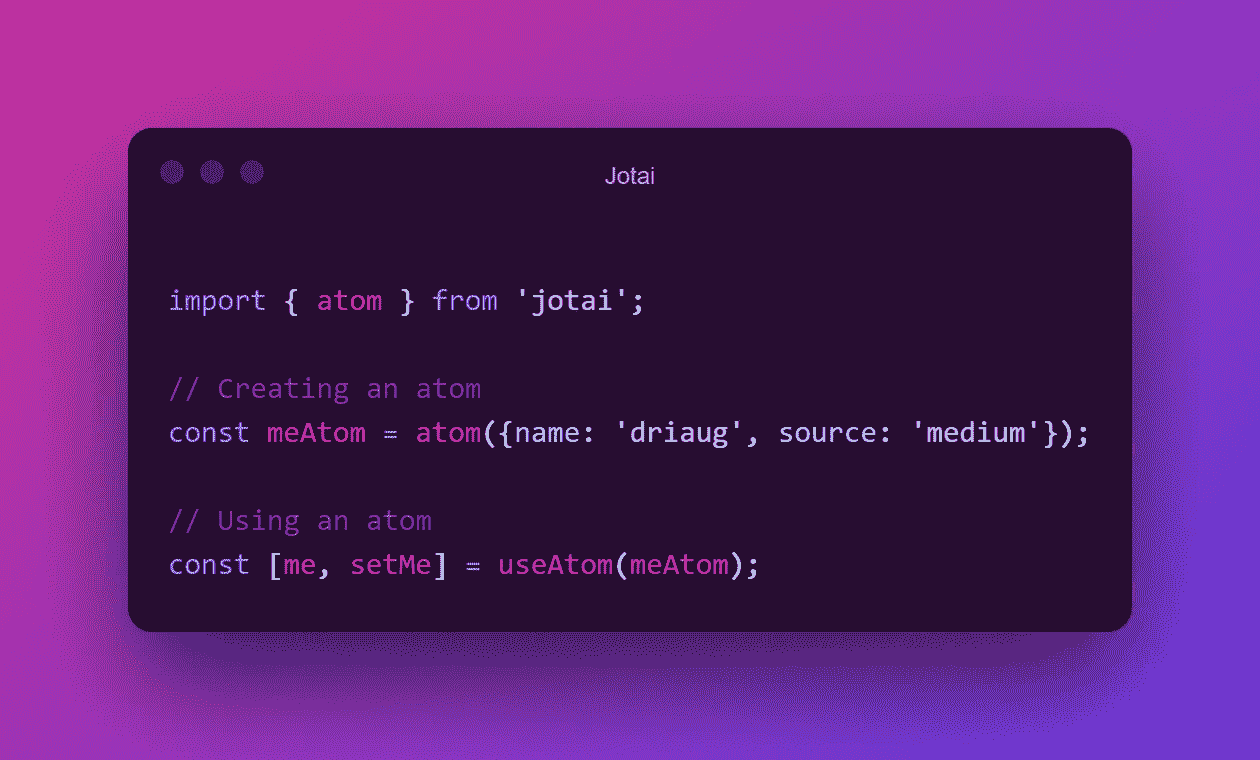 Jotai
import { atom } from 'jotai';
// Creating an atom
const meAtom = atom({name: 'driaug', source: 'medium'});
// Using an atom
const [me, setMe] = useAtom(meAtom);